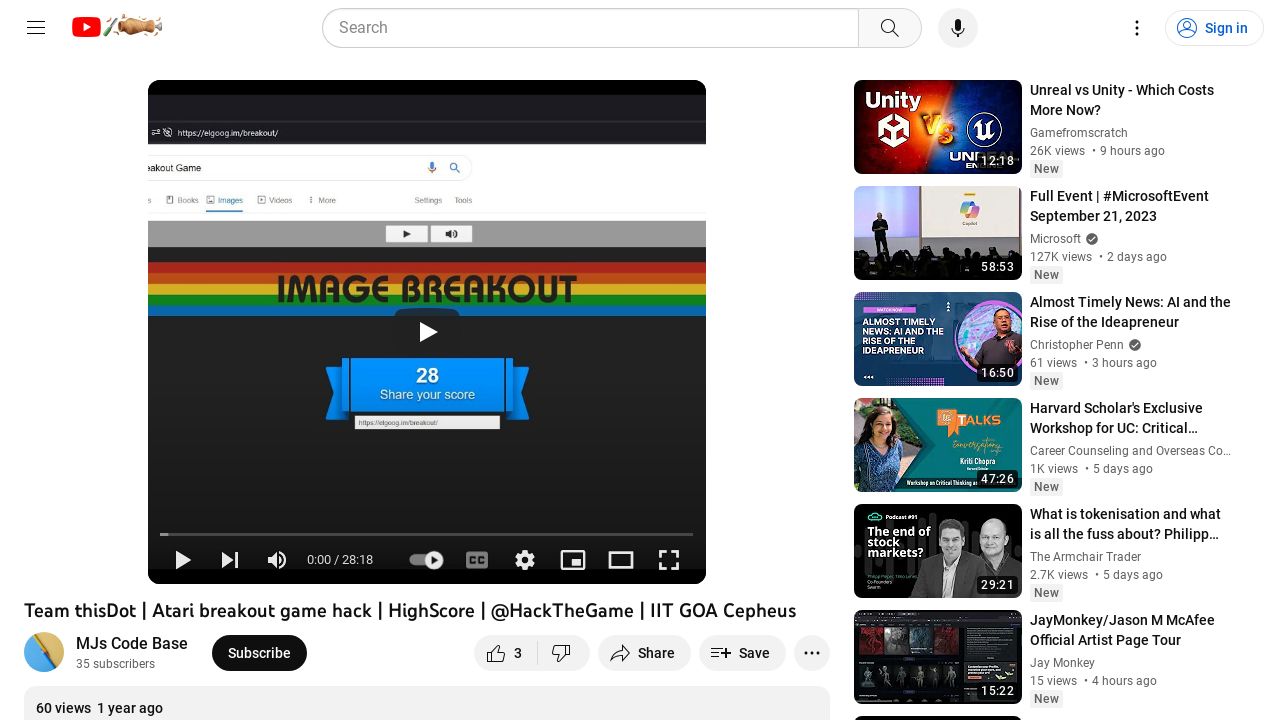 Search
Sign in
https://elgoog.im/breakout/
eakout Game
Books
Images
Videos
More
Settings
Tools
IMAGE BREAKOUT
28
Share your score
https://elgoog.im/breakout/
0:00 / 28:18
CC
Team thisDot | Atari breakout game hack | HighScore | @HackTheGame | IIT GOA Cepheus
MJs Code Base
35 subscribers
Subscribe
3
Share
Save
60 views 1 year ago
Unity
VS
12:18
Unreal vs Unity - Which Costs
More Now?
Gamefromscratch
26K views • 9 hours ago
New
Copilot
58:53
Full Event | #MicrosoftEvent
September 21, 2023
Microsoft
127K views • 2 days ago
New
ALMOST TIMELY
NEWS: AI AND THE
RISE OF THE
IDEAPRENEUR
16:50
Almost Timely News: AI and the
Rise of the Ideapreneur
Christopher Penn
61 views • 3 hours ago
New
TALKS
Conversations
Kriti Chopra
Harvard Scholar
Workshop on Critical Thinking
47:26
Harvard Scholar's Exclusive
Workshop for UC: Critical…
Career Counseling and Overseas Co…
1K views • 5 days ago
New
Podcast #91
The end of
stock
markets?
Co-Founders
Swarm
29:21
What is tokenisation and what
is all the fuss about? Philipp…
The Armchair Trader
2.7K views • 5 days ago
New
15:22
JayMonkey/Jason M McAfee
Official Artist Page Tour
Jay Monkey
15 views • 4 hours ago
New